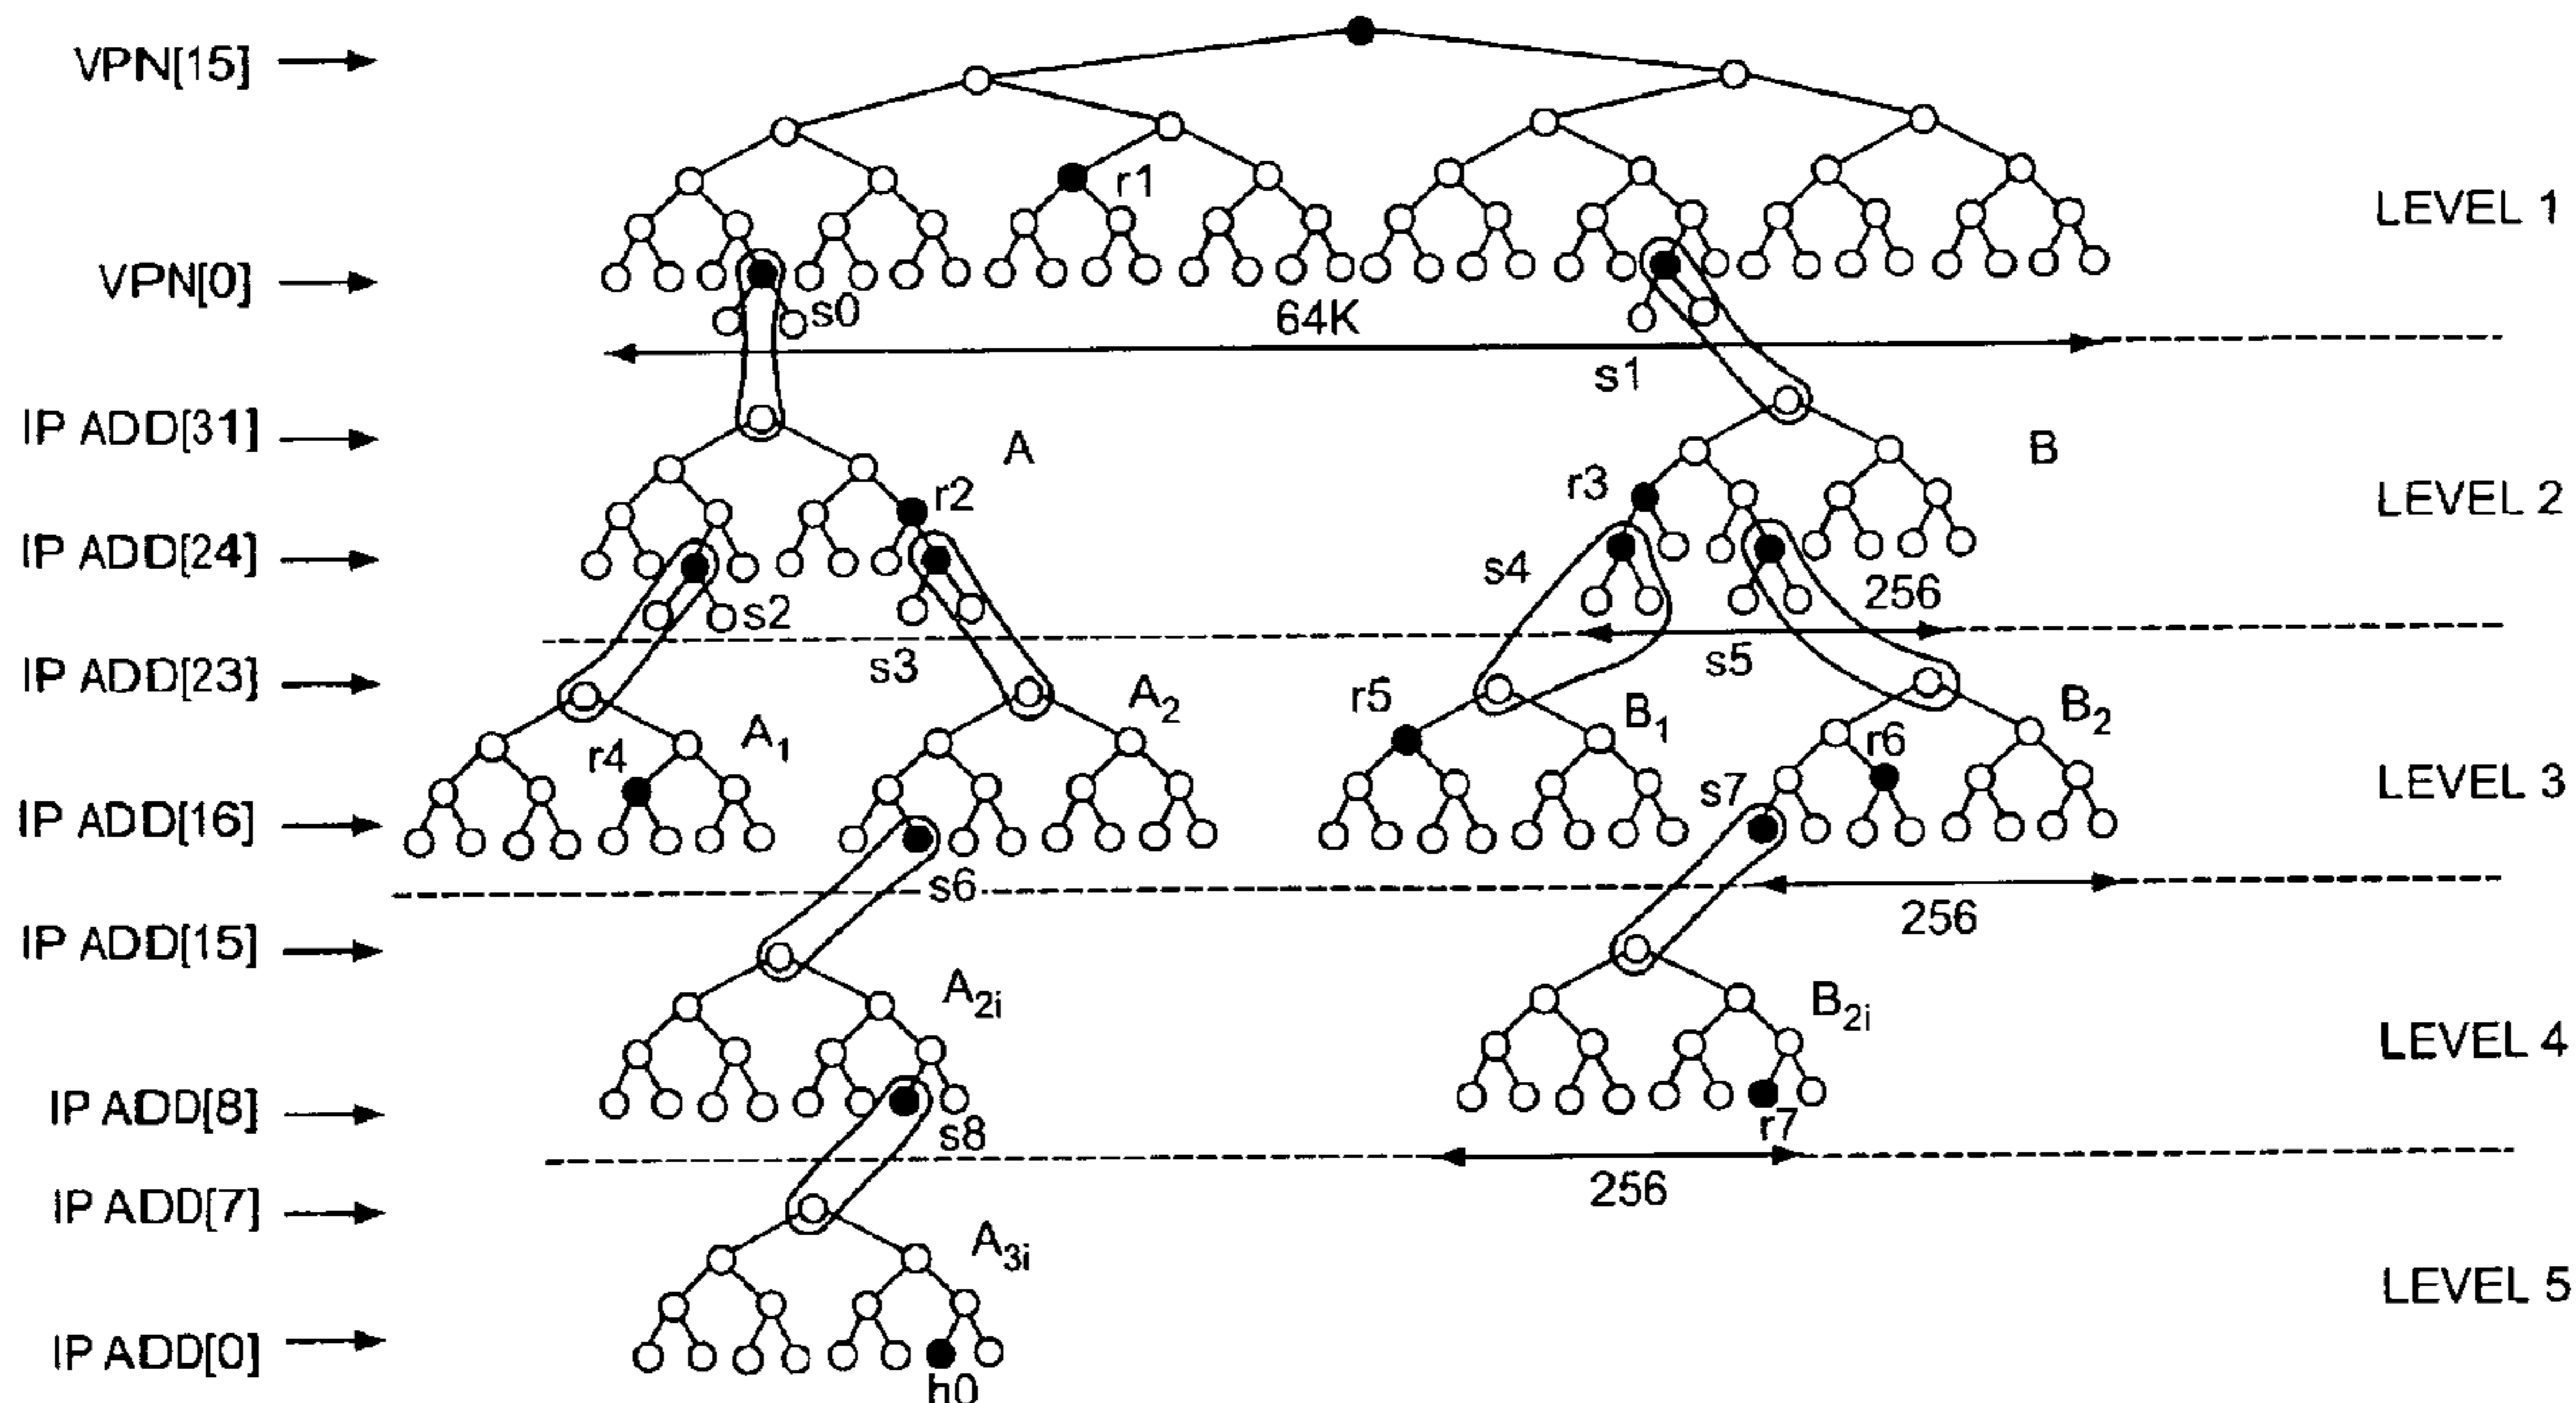 VPN[15]
r1
LEVEL 1
VPN[0]
s0
64K
s1
IP ADD[31]
A
B
r2
r3
LEVEL 2
IP ADD[24]
s4
256
s2
s3
s5
IP ADD[23]
A2
r5
B1
B2
A1
r4
r6
s7
LEVEL 3
IP ADD[16]
s6
256
IP ADD[15]
A2i
B2i
LEVEL 4
IP ADD[8]
s8
r7
256
IP ADD[7]
A3i
LEVEL 5
IP ADD[0]
h0